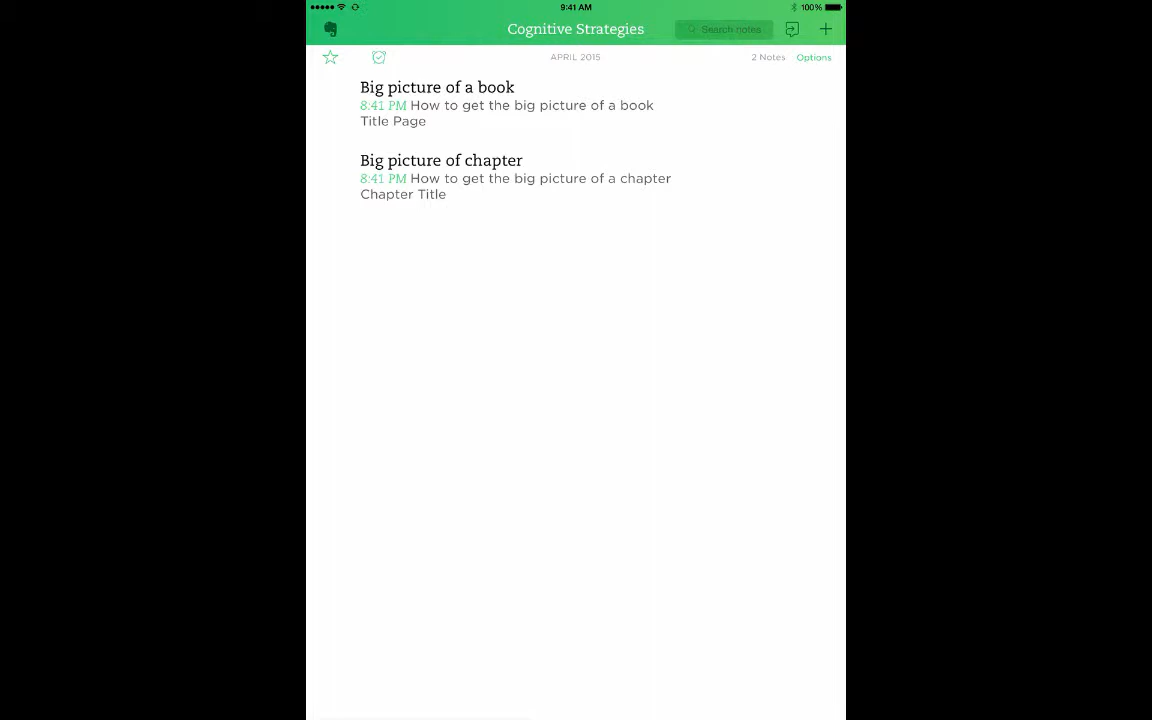 9:41 AM
100%
Cognitive Strategies
Search notes
APRIL 2015
2 Notes
Options
Big picture of a book
8:41 PM How to get the big picture of a book
Title Page
Big picture of chapter
8:41 PM How to get the big picture of a chapter
Chapter Title